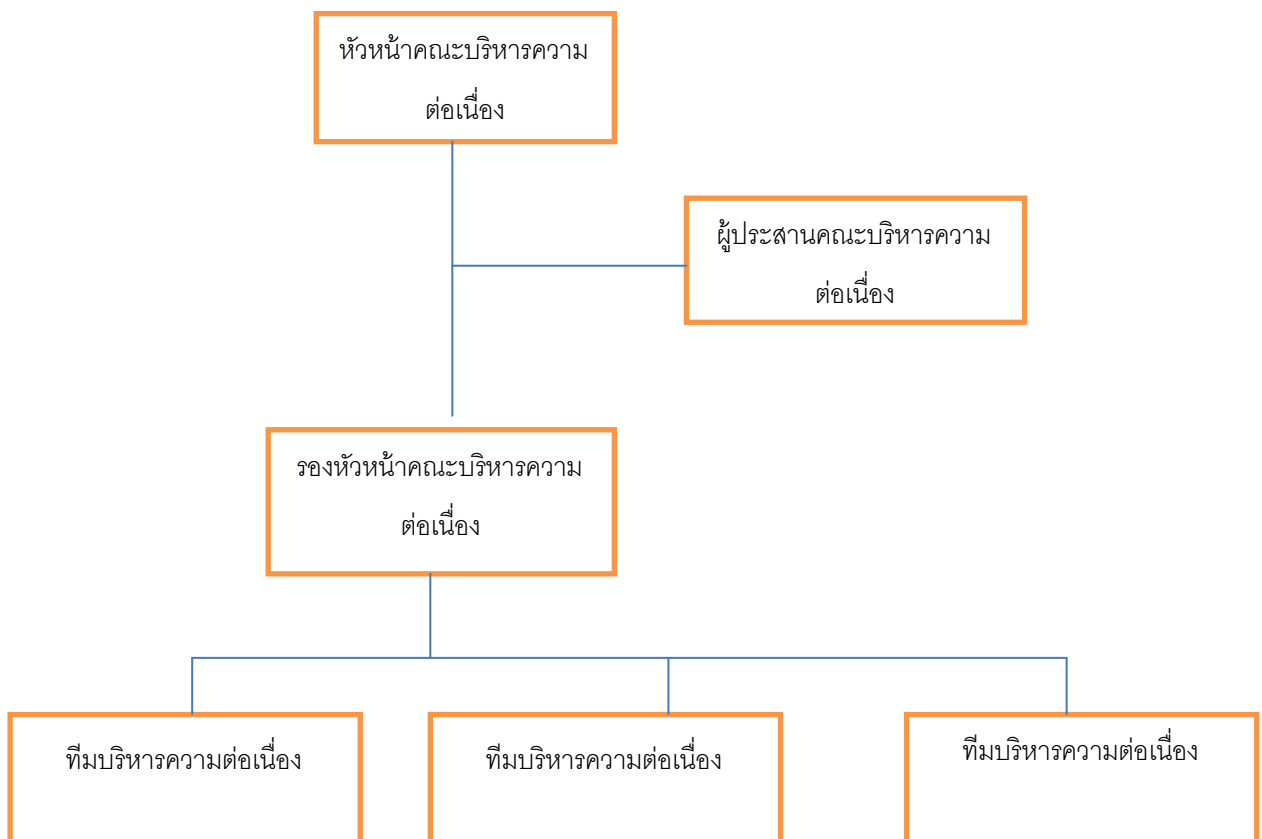 หัวหน้าคณะบริหารความ
ต่อเนื่อง
ผู้ประสานคณะบริหารความ
ต่อเนื่อง
รองหัวหน้าคณะบริหารความ
ต่อเนื่อง
ทีมบริหารความต่อเนื่อง
ทีมบริหารความต่อเนื่อง
ทีมบริหารความต่อเนื่อง